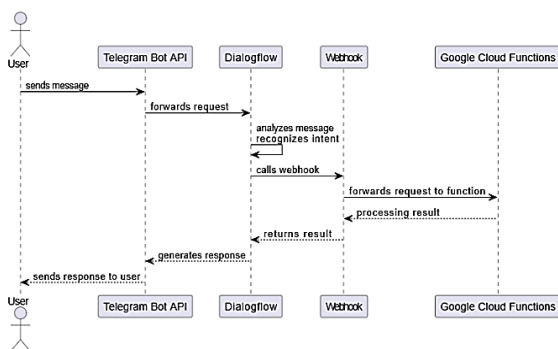 User
Telegram Bot API
Dialogflow
Webhook
Google Cloud Functions
sends message
forwards request
analyzes message
recognizes intent
calls webhook
forwards request to function
processing result
returns result
generates response
sends response to user
User
Telegram Bot API
Dialogflow
Webhook
Google Cloud Functions